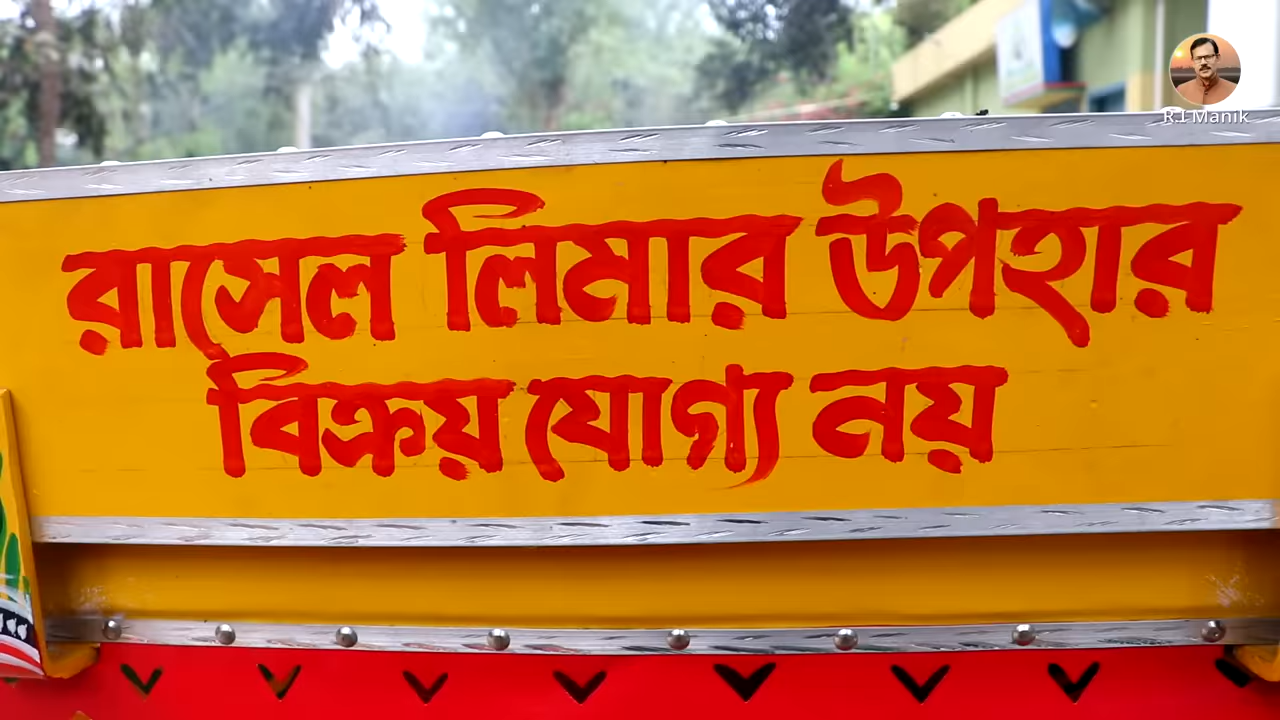 R.I Manik
রাসেল লিমার উপহার
বিক্রয় যোগ্য নয়